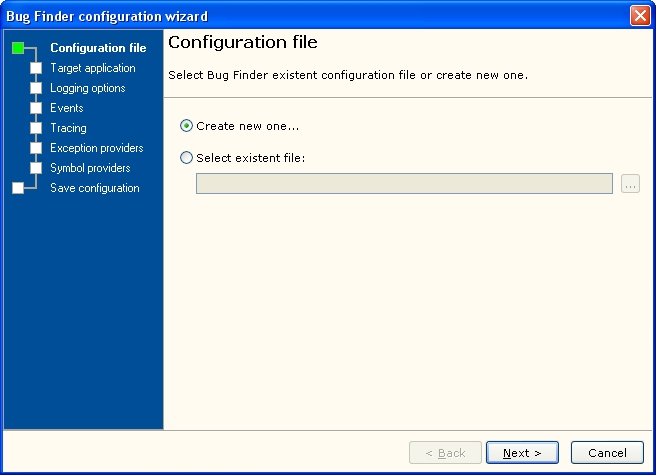 Bug Finder configuration wizard
Configuration file
Target application
Logging options
Events
Tracing
Exception providers
Symbol providers
Save configuration
Configuration file
Select Bug Finder existent configuration file or create new one.
Create new one...
Select existent file:
...
< Back
Next >
Cancel